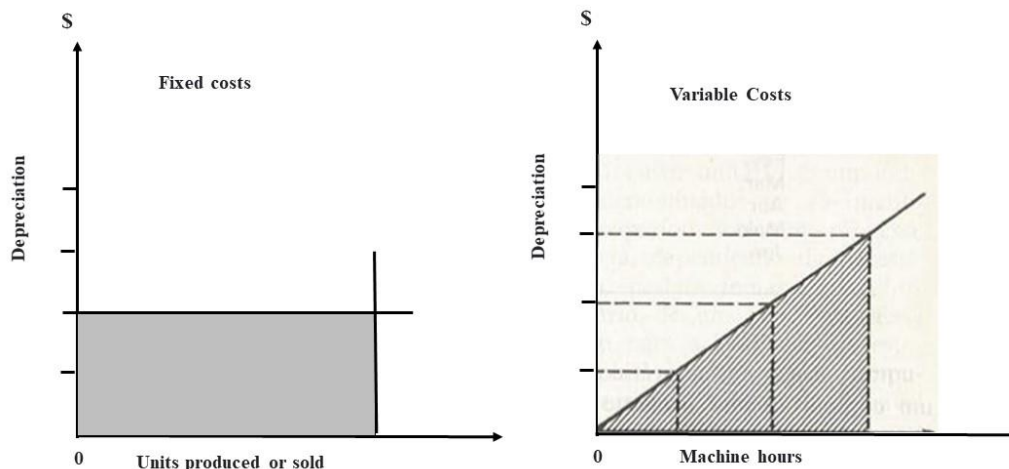 $
Fixed costs
Depreciation
0
Units produced or sold
$
Variable Costs
Depreciation
0
Machine hours